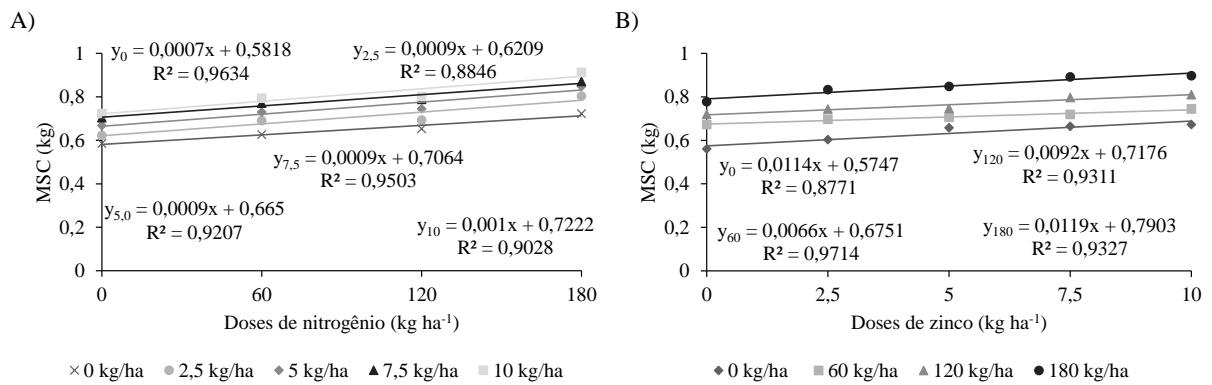 A)
MSC (kg)
1
0,8
0,6
0,4
0,2
0
y0 = 0,0007x + 0,5818
R² = 0,9634
y2,5 = 0,0009x + 0,6209
R² = 0,8846
y7,5 = 0,0009x + 0,7064
R² = 0,9503
y5,0 = 0,0009x + 0,665
R² = 0,9207
y10 = 0,001x + 0,7222
R² = 0,9028
0 60 120 180
Doses de nitrogênio (kg ha-1)
0 kg/ha 2,5 kg/ha 5 kg/ha 7,5 kg/ha 10 kg/ha
B)
MSC (kg)
1
0,8
0,6
0,4
0,2
0
y0 = 0,0114x + 0,5747
R² = 0,8771
y120 = 0,0092x + 0,7176
R² = 0,9311
y60 = 0,0066x + 0,6751
R² = 0,9714
y180 = 0,0119x + 0,7903
R² = 0,9327
0 2,5 5 7,5 10
Doses de zinco (kg ha-1)
0 kg/ha 60 kg/ha 120 kg/ha 180 kg/ha